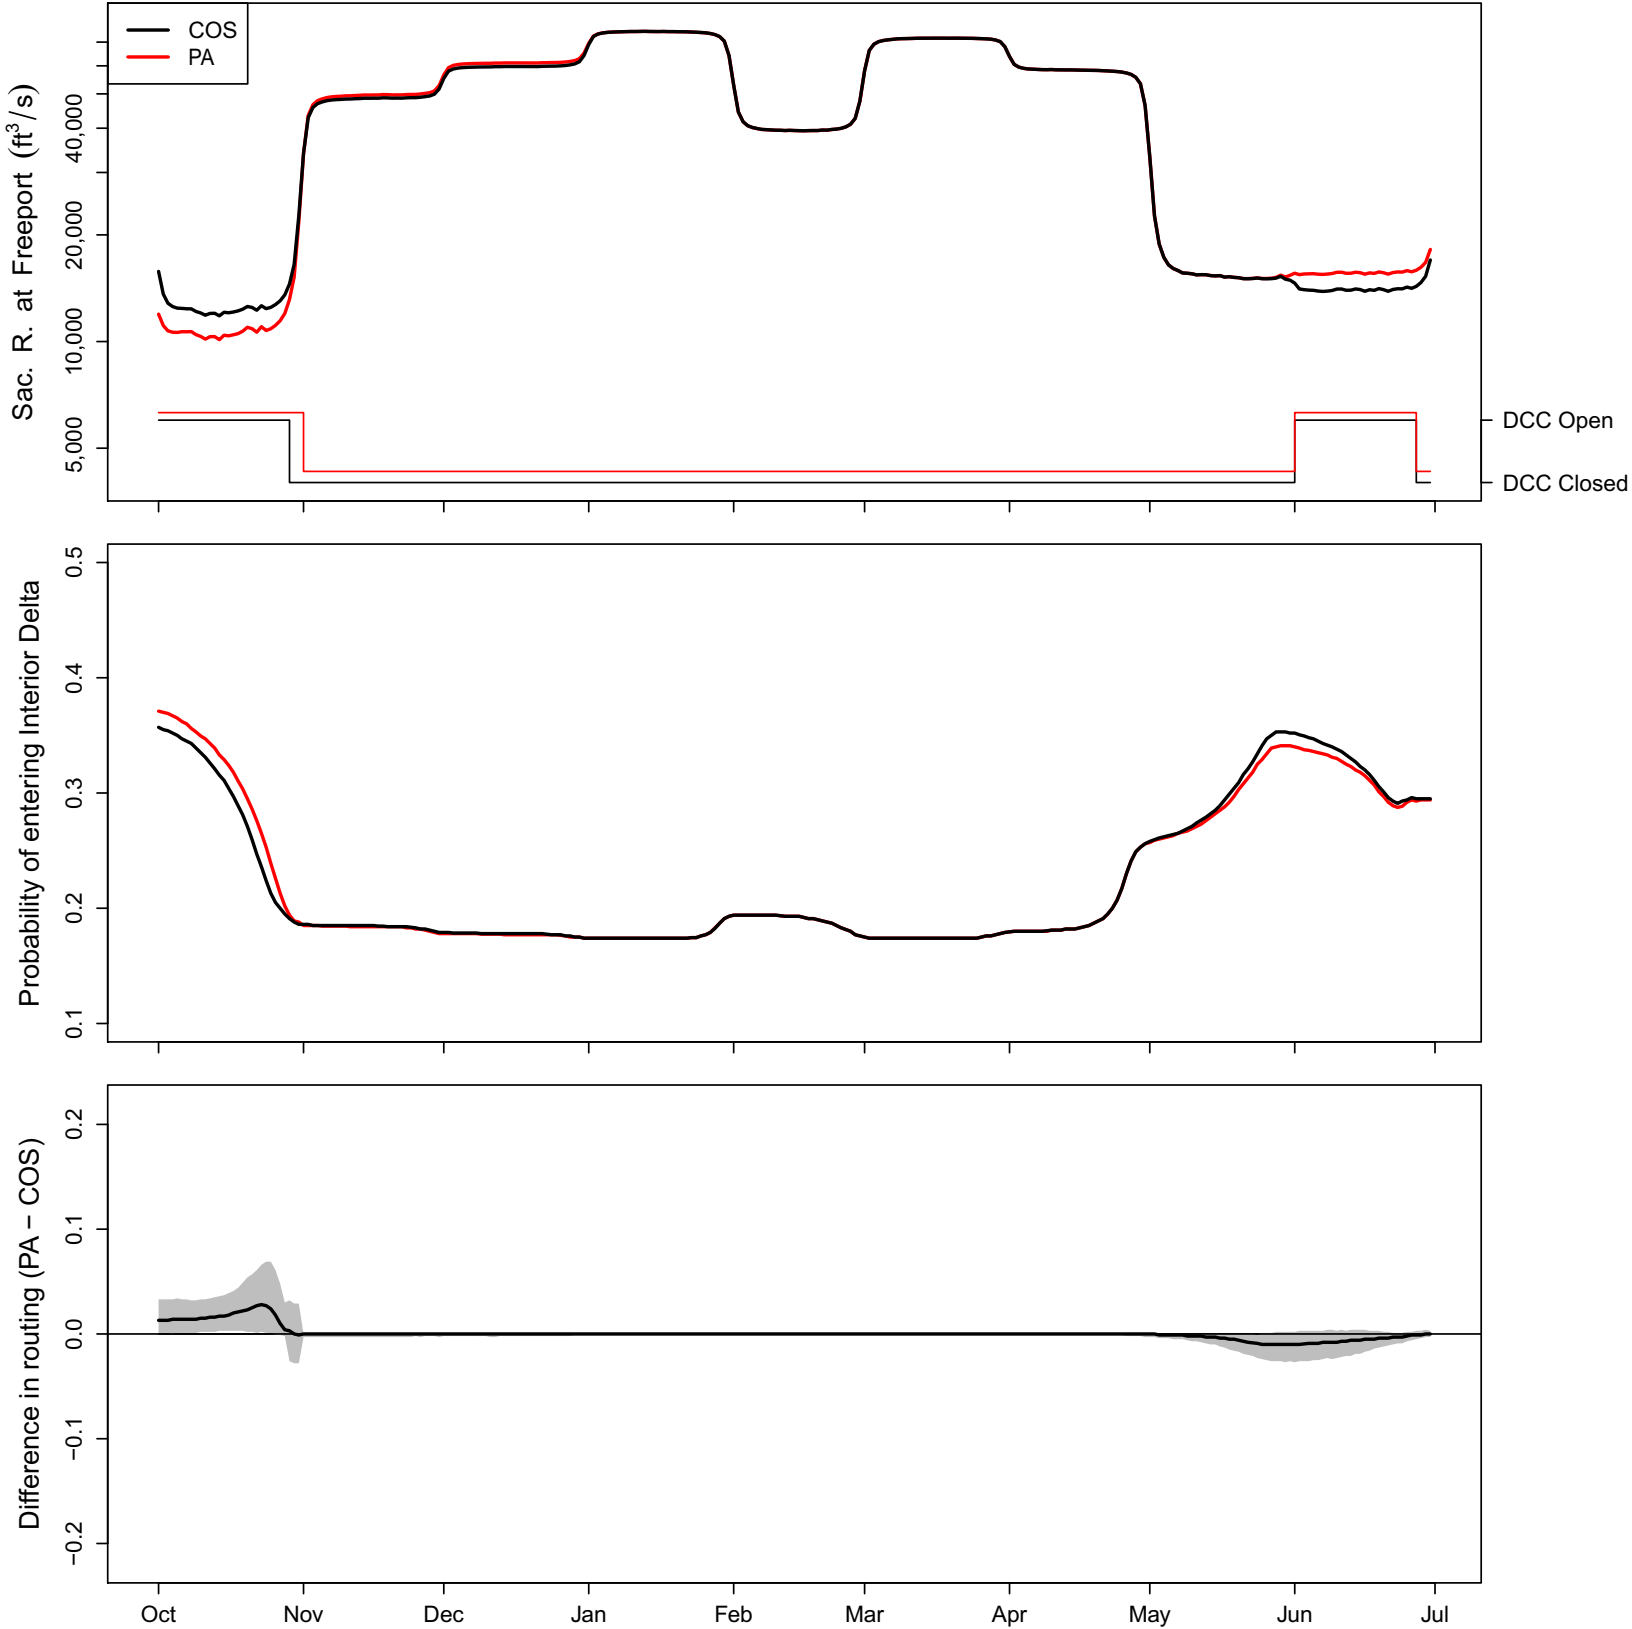 COS
PA
Sac. R. at Freeport (ft³/s)
40,000
20,000
10,000
5,000
DCC Open
DCC Closed
Probability of entering Interior Delta
0.5
0.4
0.3
0.2
0.1
Difference in routing (PA − COS)
0.2
0.1
0.0
−0.1
−0.2
Oct Nov Dec Jan Feb Mar Apr May Jun Jul